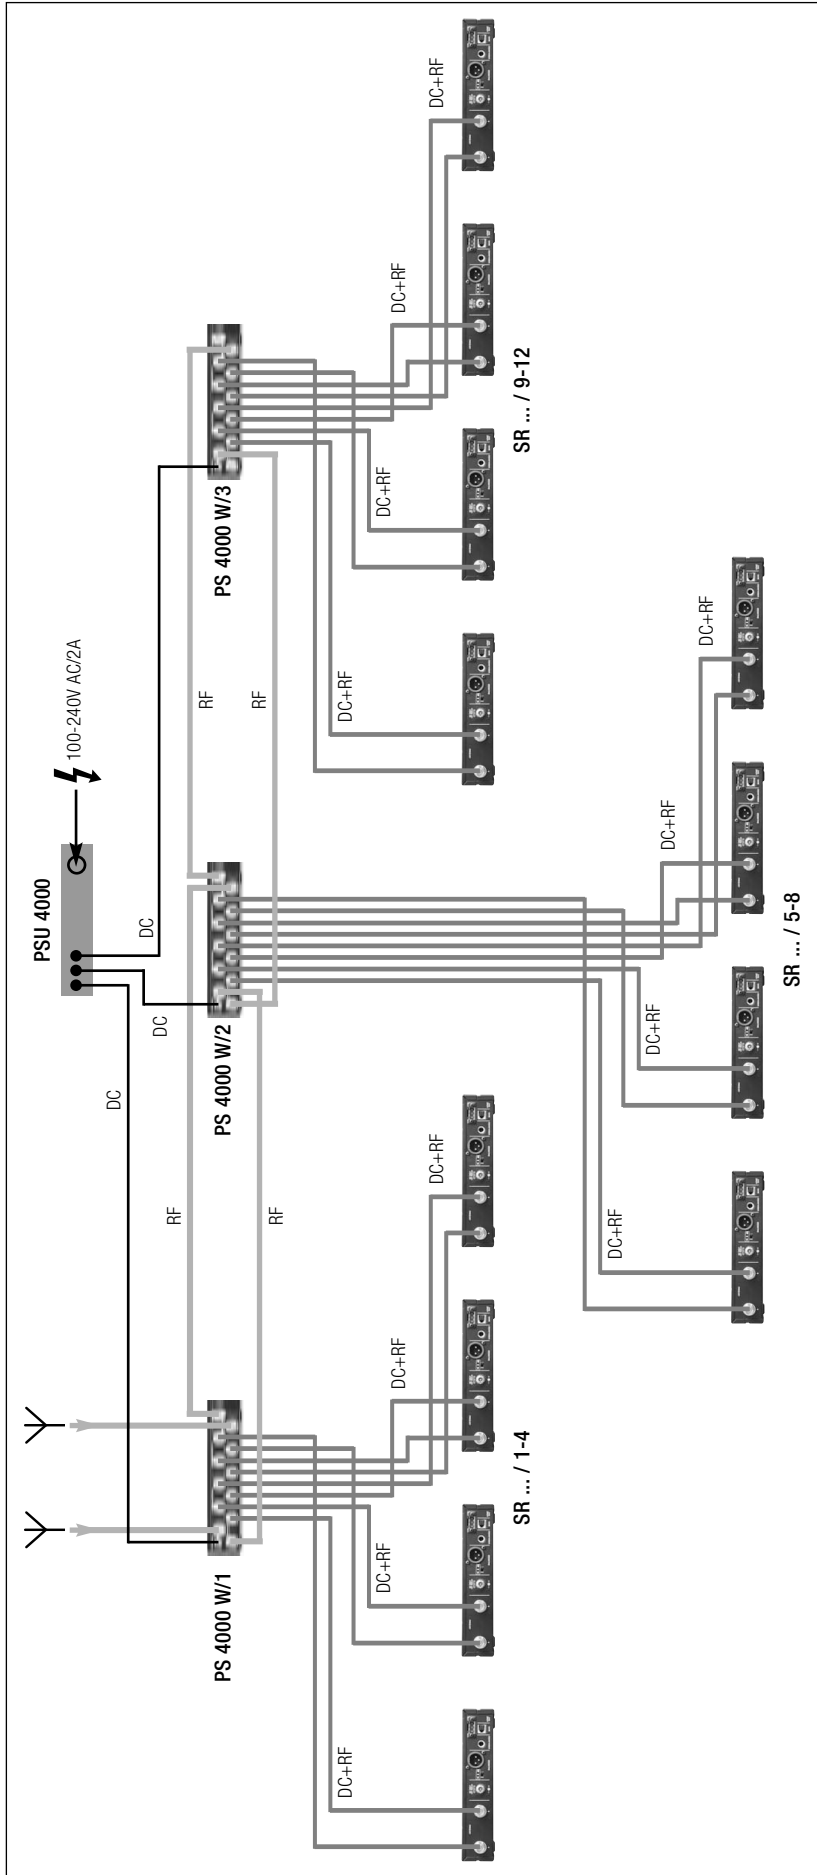 PSU 4000
100-240V AC/2A
DC
DC
DC
RF
RF
PS 4000 W/1
PS 4000 W/2
PS 4000 W/3
RF
RF
DC+RF
DC+RF
DC+RF
DC+RF
DC+RF
DC+RF
DC+RF
DC+RF
SR ... / 1-4
SR ... / 9-12
DC+RF
DC+RF
DC+RF
DC+RF
SR ... / 5-8